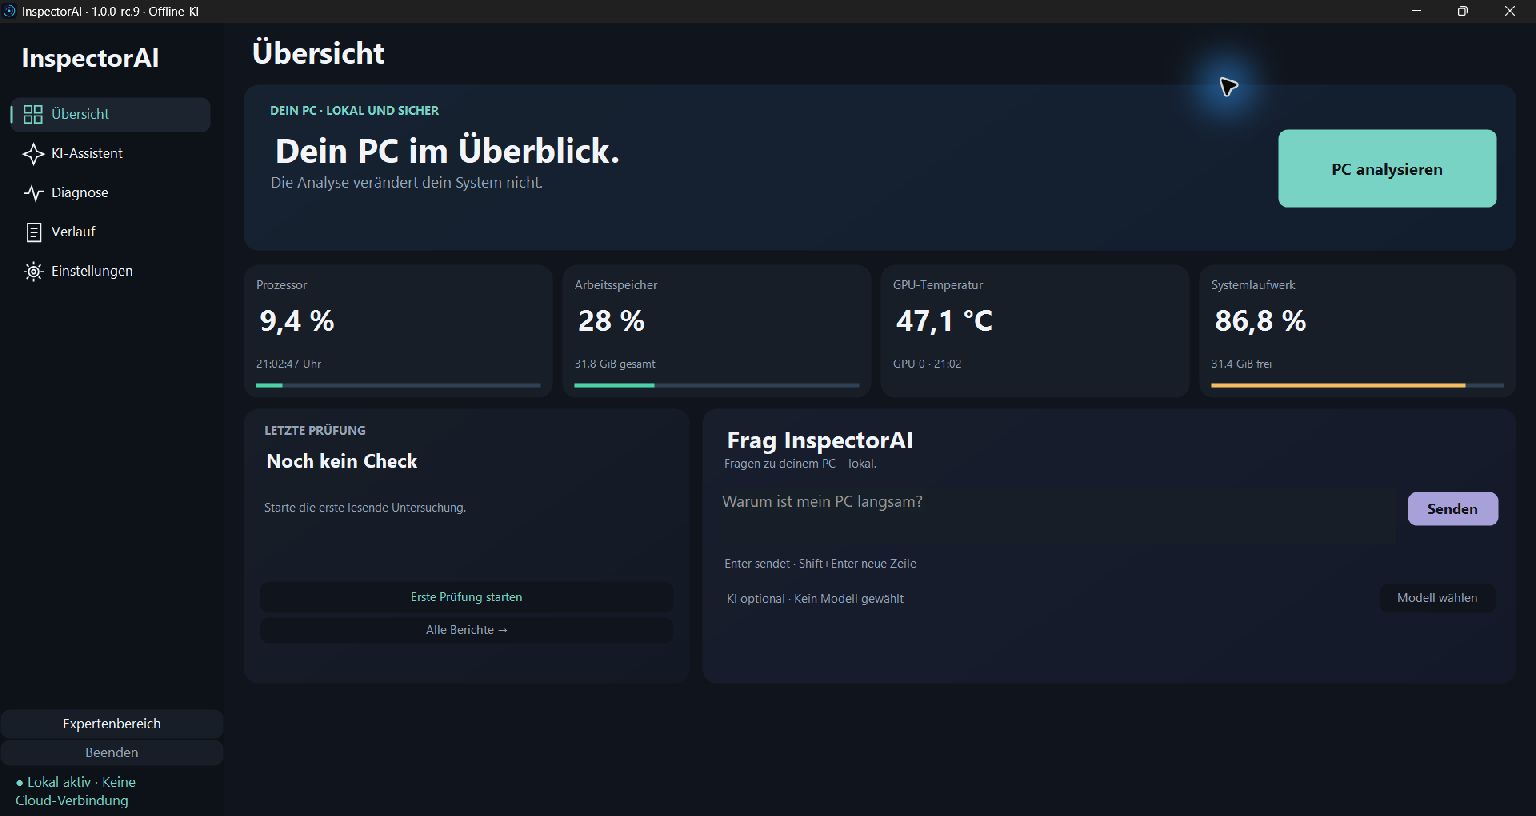 InspectorAI · 1.0.0-rc.9 · Offline-KI
InspectorAI
Übersicht
KI-Assistent
Diagnose
Verlauf
Einstellungen
Übersicht
DEIN PC · LOKAL UND SICHER
Dein PC im Überblick.
Die Analyse verändert dein System nicht.
PC analysieren
Prozessor
9,4 %
21:02:47 Uhr
Arbeitsspeicher
28 %
31.8 GiB gesamt
GPU-Temperatur
47,1 °C
GPU 0 · 21:02
Systemlaufwerk
86,8 %
31.4 GiB frei
LETZTE PRÜFUNG
Noch kein Check
Starte die erste lesende Untersuchung.
Erste Prüfung starten
Alle Berichte →
Frag InspectorAI
Fragen zu deinem PC – lokal.
Warum ist mein PC langsam?
Senden
Enter sendet · Shift+Enter neue Zeile
KI optional · Kein Modell gewählt
Modell wählen
Expertenbereich
Beenden
● Lokal aktiv · Keine
Cloud-Verbindung